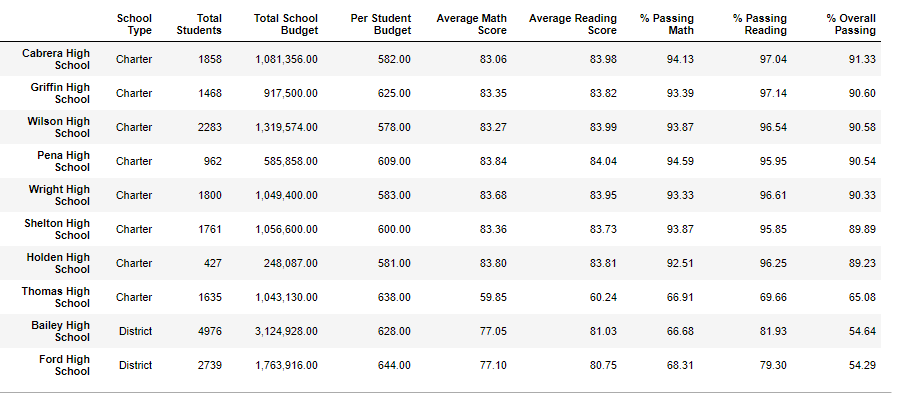 School Type Total Students Total School Budget Per Student Budget Average Math Score Average Reading Score % Passing Math % Passing Reading % Overall Passing
Cabrera High School Charter 1858 1,081,356.00 582.00 83.06 83.98 94.13 97.04 91.33
Griffin High School Charter 1468 917,500.00 625.00 83.35 83.82 93.39 97.14 90.60
Wilson High School Charter 2283 1,319,574.00 578.00 83.27 83.99 93.87 96.54 90.58
Pena High School Charter 962 585,858.00 609.00 83.84 84.04 94.59 95.95 90.54
Wright High School Charter 1800 1,049,400.00 583.00 83.68 83.95 93.33 96.61 90.33
Shelton High School Charter 1761 1,056,600.00 600.00 83.36 83.73 93.87 95.85 89.89
Holden High School Charter 427 248,087.00 581.00 83.80 83.81 92.51 96.25 89.23
Thomas High School Charter 1635 1,043,130.00 638.00 59.85 60.24 66.91 69.66 65.08
Bailey High School District 4976 3,124,928.00 628.00 77.05 81.03 66.68 81.93 54.64
Ford High School District 2739 1,763,916.00 644.00 77.10 80.75 68.31 79.30 54.29